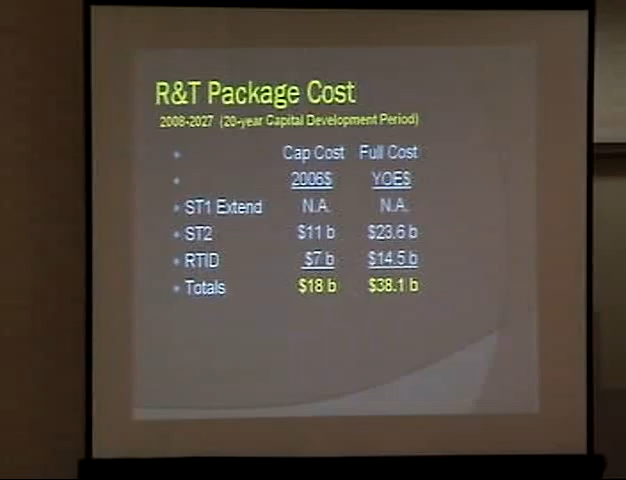 R&T Package Cost
2008-2027 (20-year Capital Development Period)
Cap Cost Full Cost
2006$ YOE$
ST1 Extend N.A. N.A.
ST2 $11 b $23.6 b
RTID $7 b $14.5 b
Totals $18 b $38.1 b